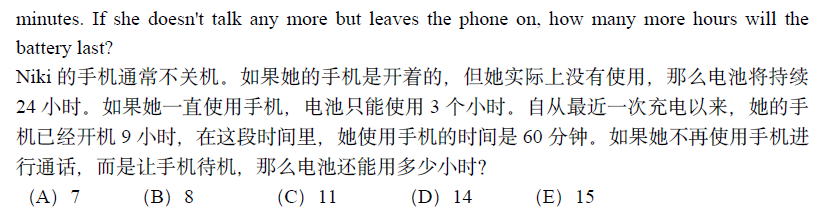 minutes. If she doesn't talk any more but leaves the phone on, how many more hours will the
battery last?
Niki 的手机通常不关机。如果她的手机是开着的，但她实际上没有使用，那么电池将持续
24 小时。如果她一直使用手机，电池只能使用 3 个小时。自从最近一次充电以来，她的手
机已经开机 9 小时，在这段时间里，她使用手机的时间是 60 分钟。如果她不再使用手机进
行通话，而是让手机待机，那么电池还能用多少小时?
(A) 7 (B) 8 (C) 11 (D) 14 (E) 15